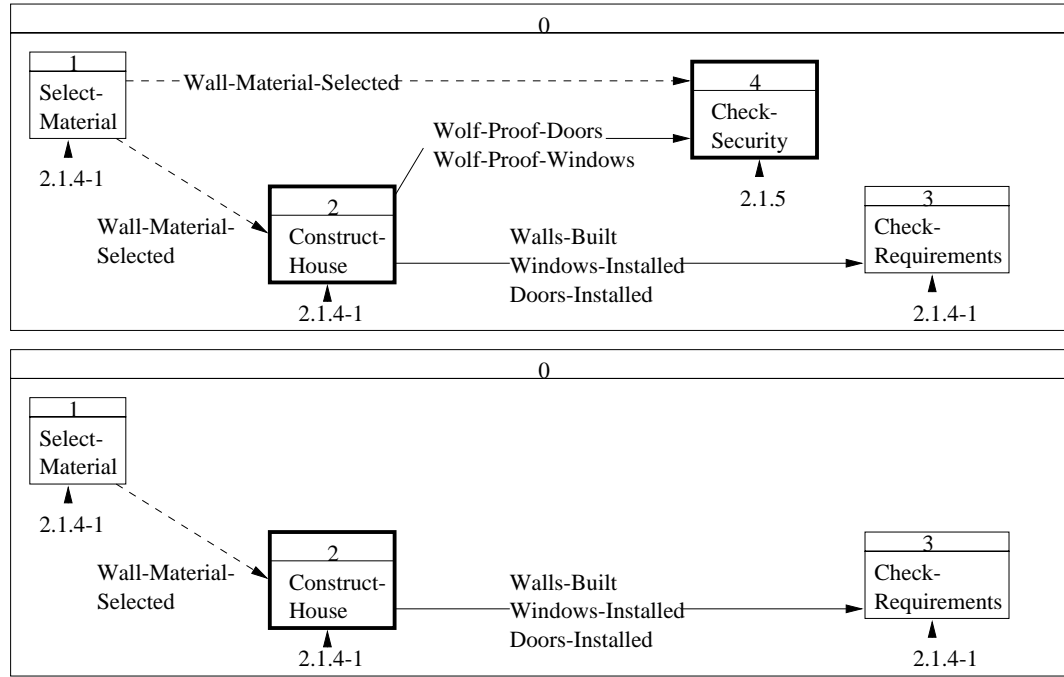 0
1
Select-
Material
2.1.4-1
Wall-Material-Selected
4
Check-
Security
2.1.5
Wolf-Proof-Doors
Wolf-Proof-Windows
Wall-Material-
Selected
2
Construct-
House
2.1.4-1
Walls-Built
Windows-Installed
Doors-Installed
3
Check-
Requirements
2.1.4-1
0
1
Select-
Material
2.1.4-1
Wall-Material-
Selected
2
Construct-
House
2.1.4-1
Walls-Built
Windows-Installed
Doors-Installed
3
Check-
Requirements
2.1.4-1